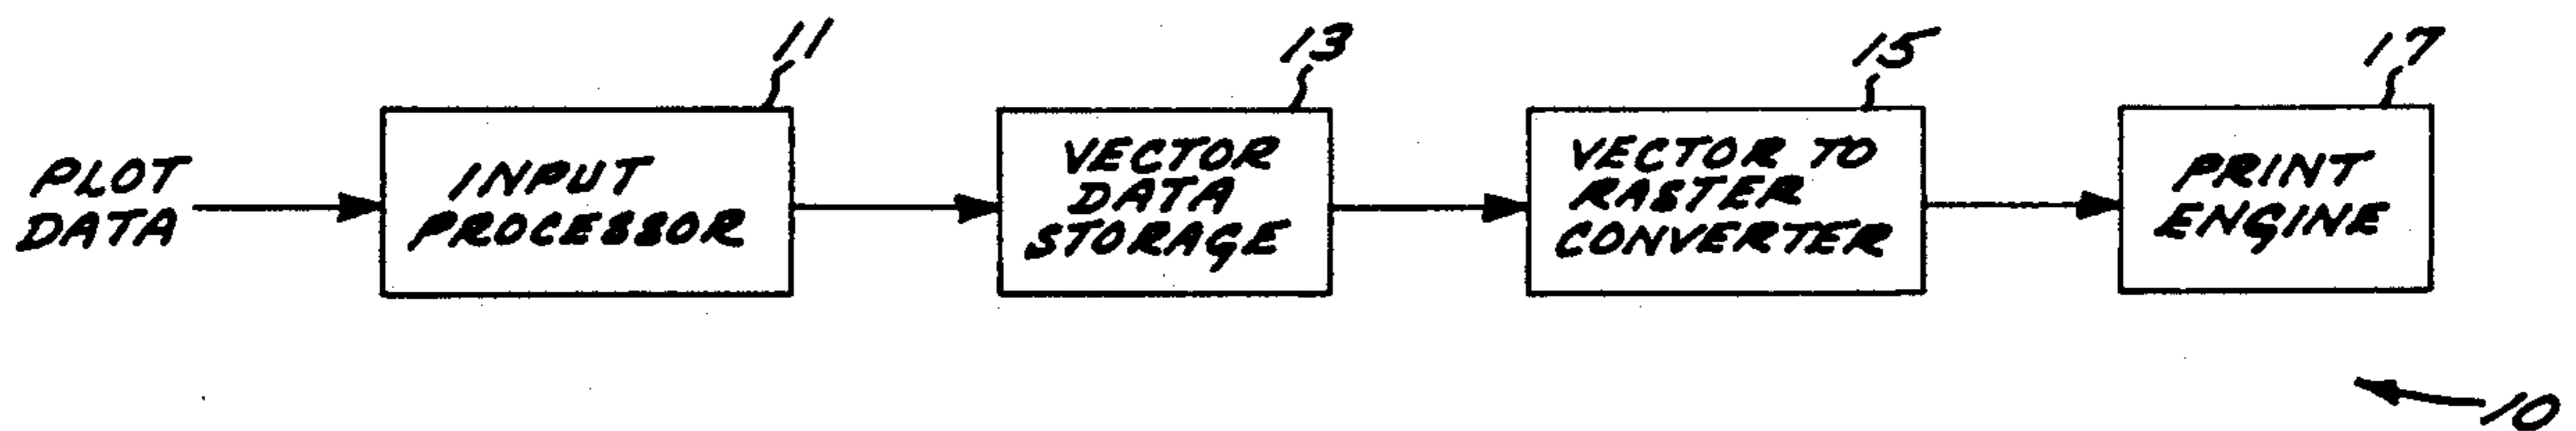 11
13
15
17
PLOT
DATA
INPUT
PROCESSOR
VECTOR
DATA
STORAGE
VECTOR TO
RASTER
CONVERTER
PRINT
ENGINE
10